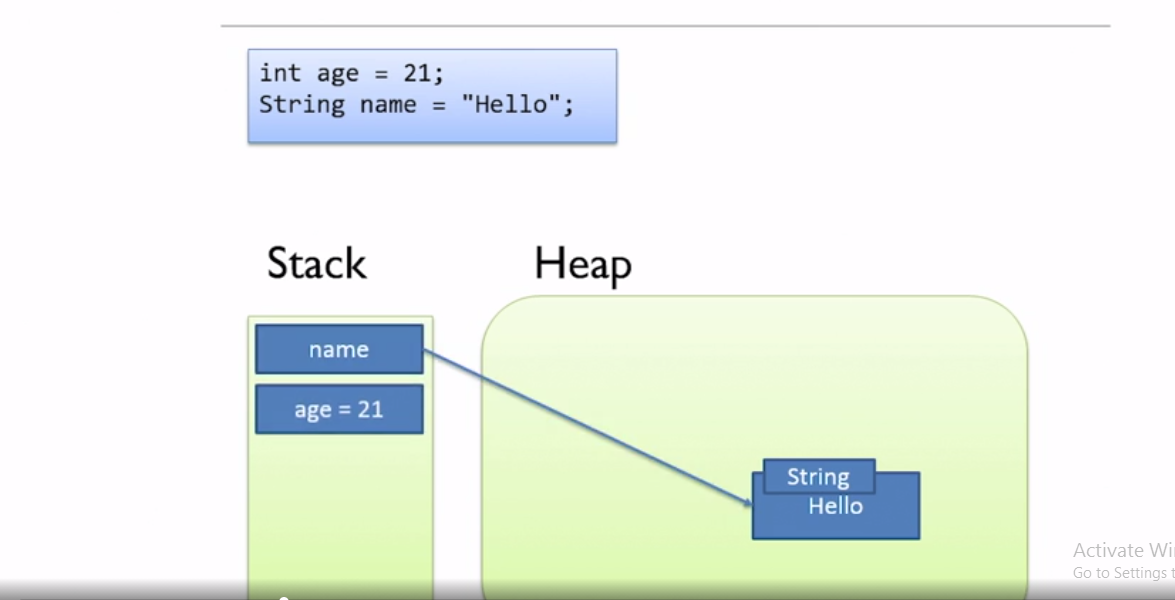 int age = 21;
String name = "Hello";
Stack
Heap
name
age = 21
String
Hello
Activate Wi
Go to Settings t